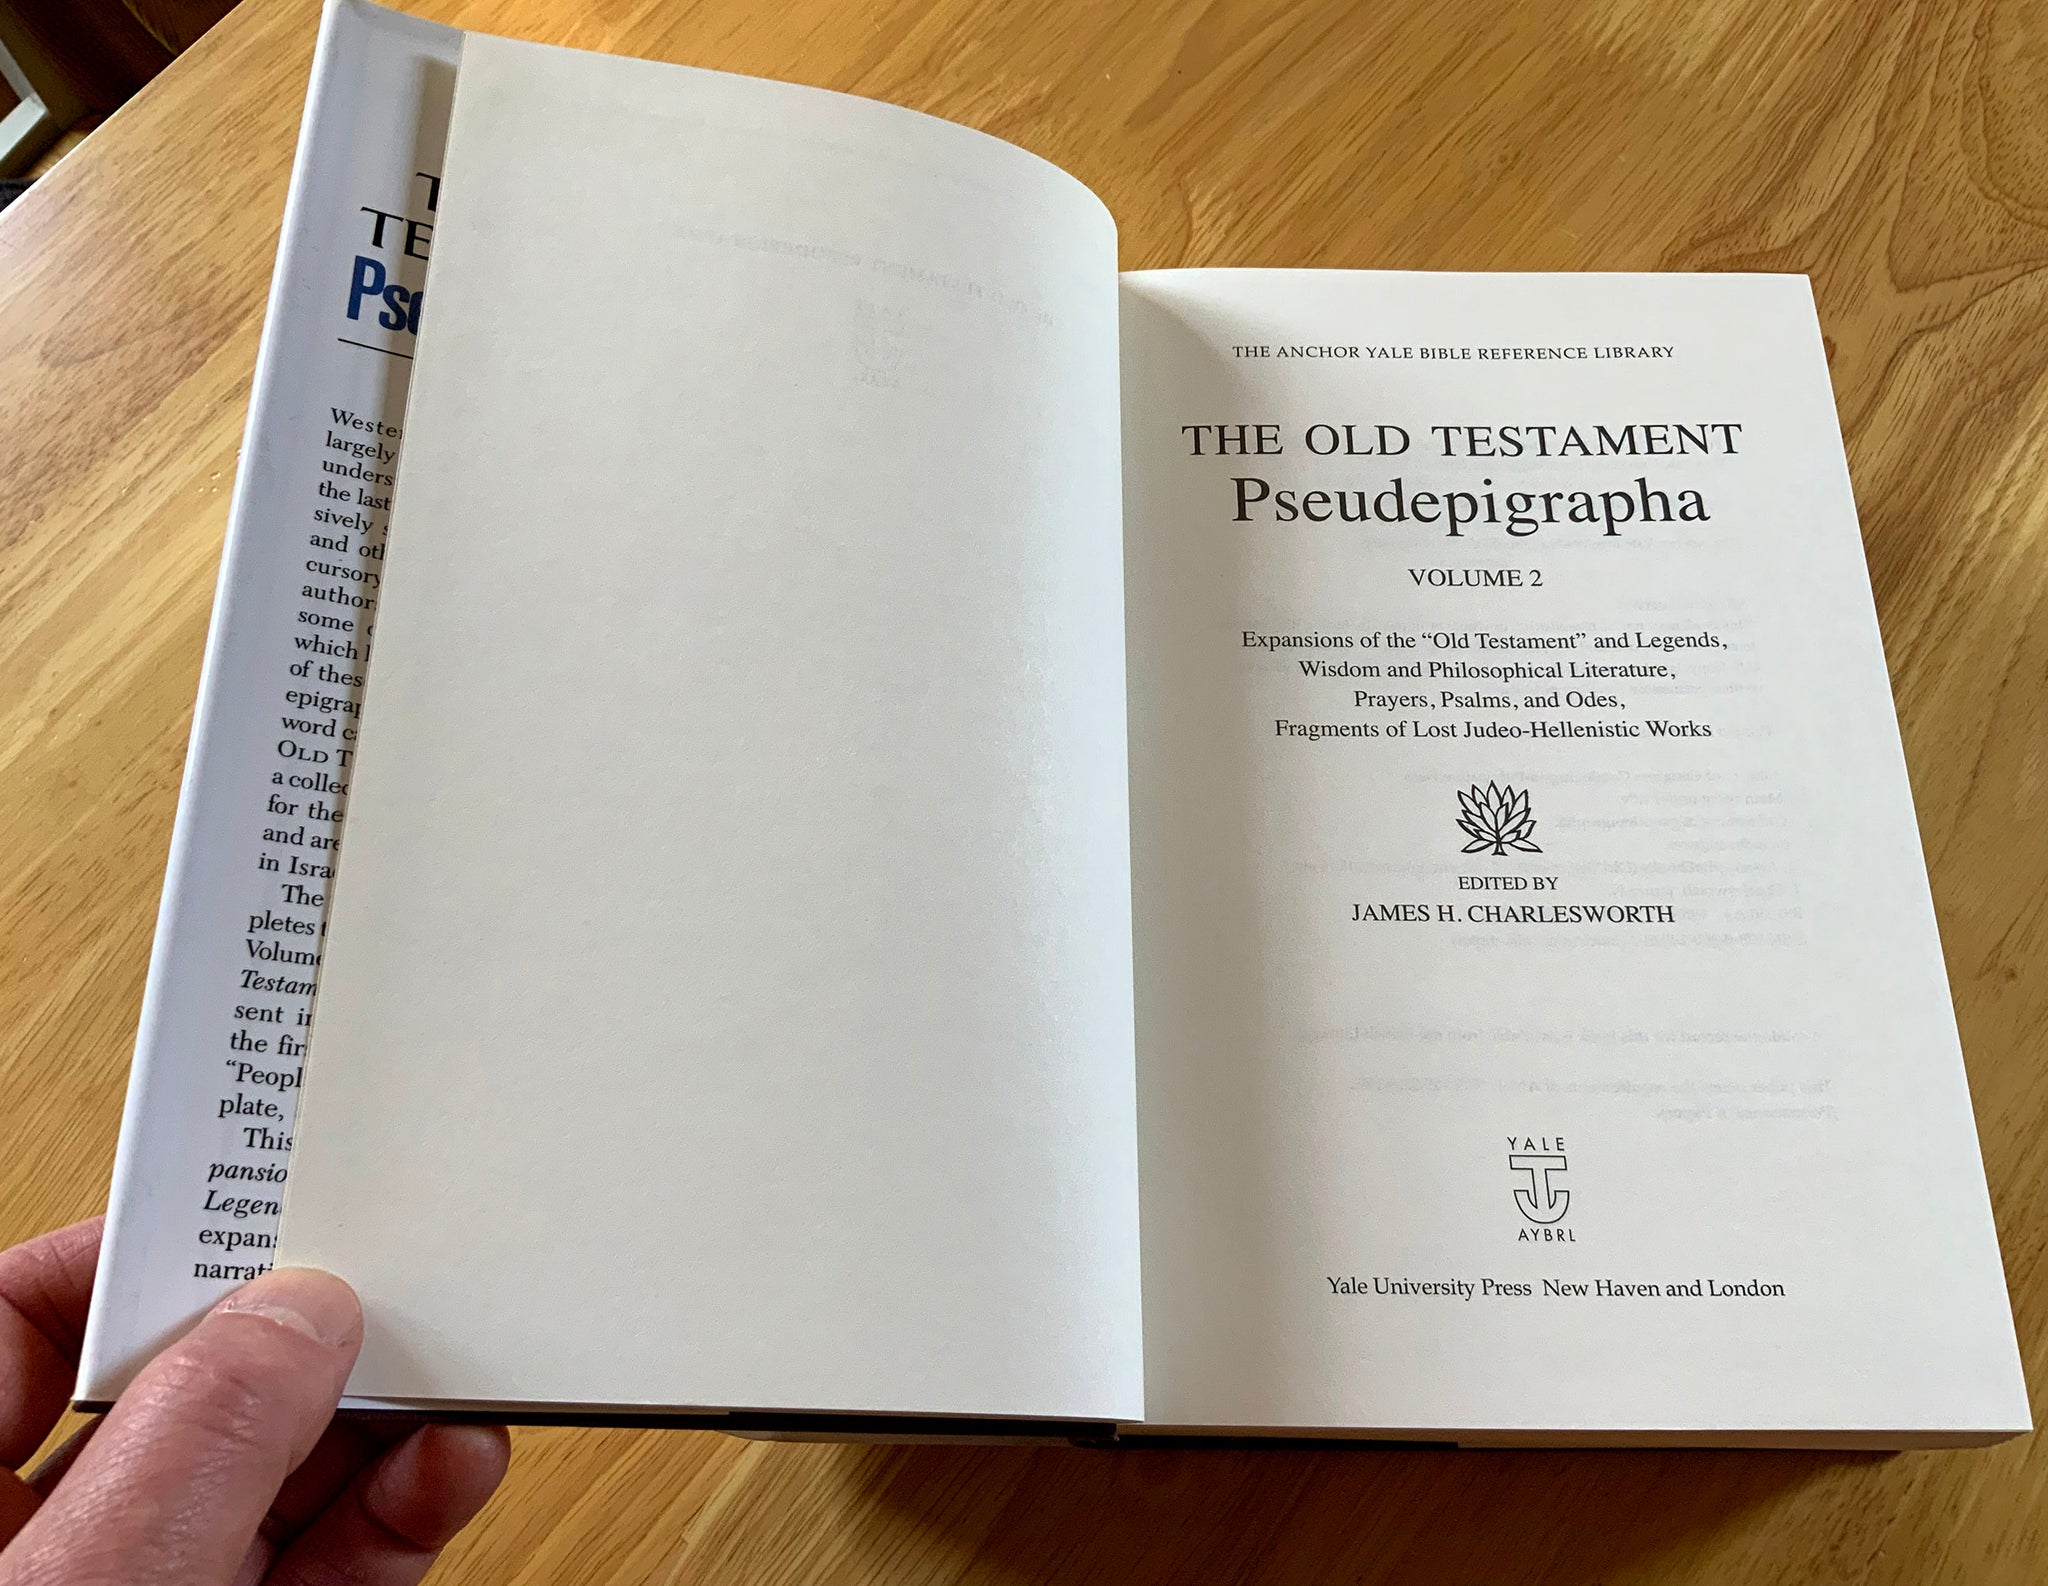 TE
Pse
largely
unders
the last
sively
and
cursory
author
some
which
of thes
epigrap
word
OLD T
a collec
for the
and are
in Isra
The
pletes
Volume
Testam
sent in
the fir
“Peopl
plate,
This
pansio
Legen
expans
narrati
THE ANCHOR YALE BIBLE REFERENCE LIBRARY
THE OLD TESTAMENT
Pseudepigrapha
VOLUME 2
Expansions of the “Old Testament” and Legends,
Wisdom and Philosophical Literature,
Prayers, Psalms, and Odes,
Fragments of Lost Judeo-Hellenistic Works
EDITED BY
JAMES H. CHARLESWORTH
YALE
AYBRL
Yale University Press New Haven and London